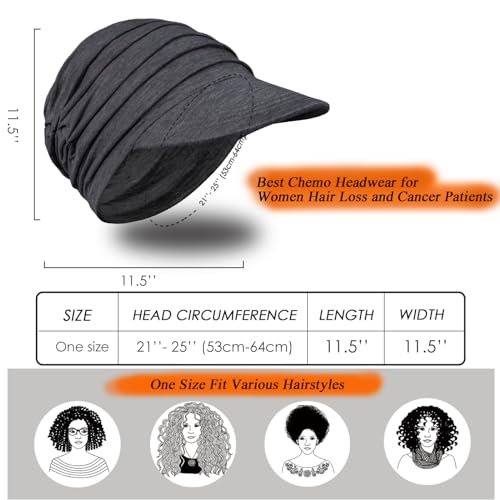 11.5''
21''- 25'' (53cm-64cm)
Best Chemo Headwear for
Women Hair Loss and Cancer Patients
11.5''
SIZE HEAD CIRCUMFERENCE LENGTH WIDTH
One size 21''- 25'' (53cm-64cm) 11.5'' 11.5''
One Size Fit Various Hairstyles